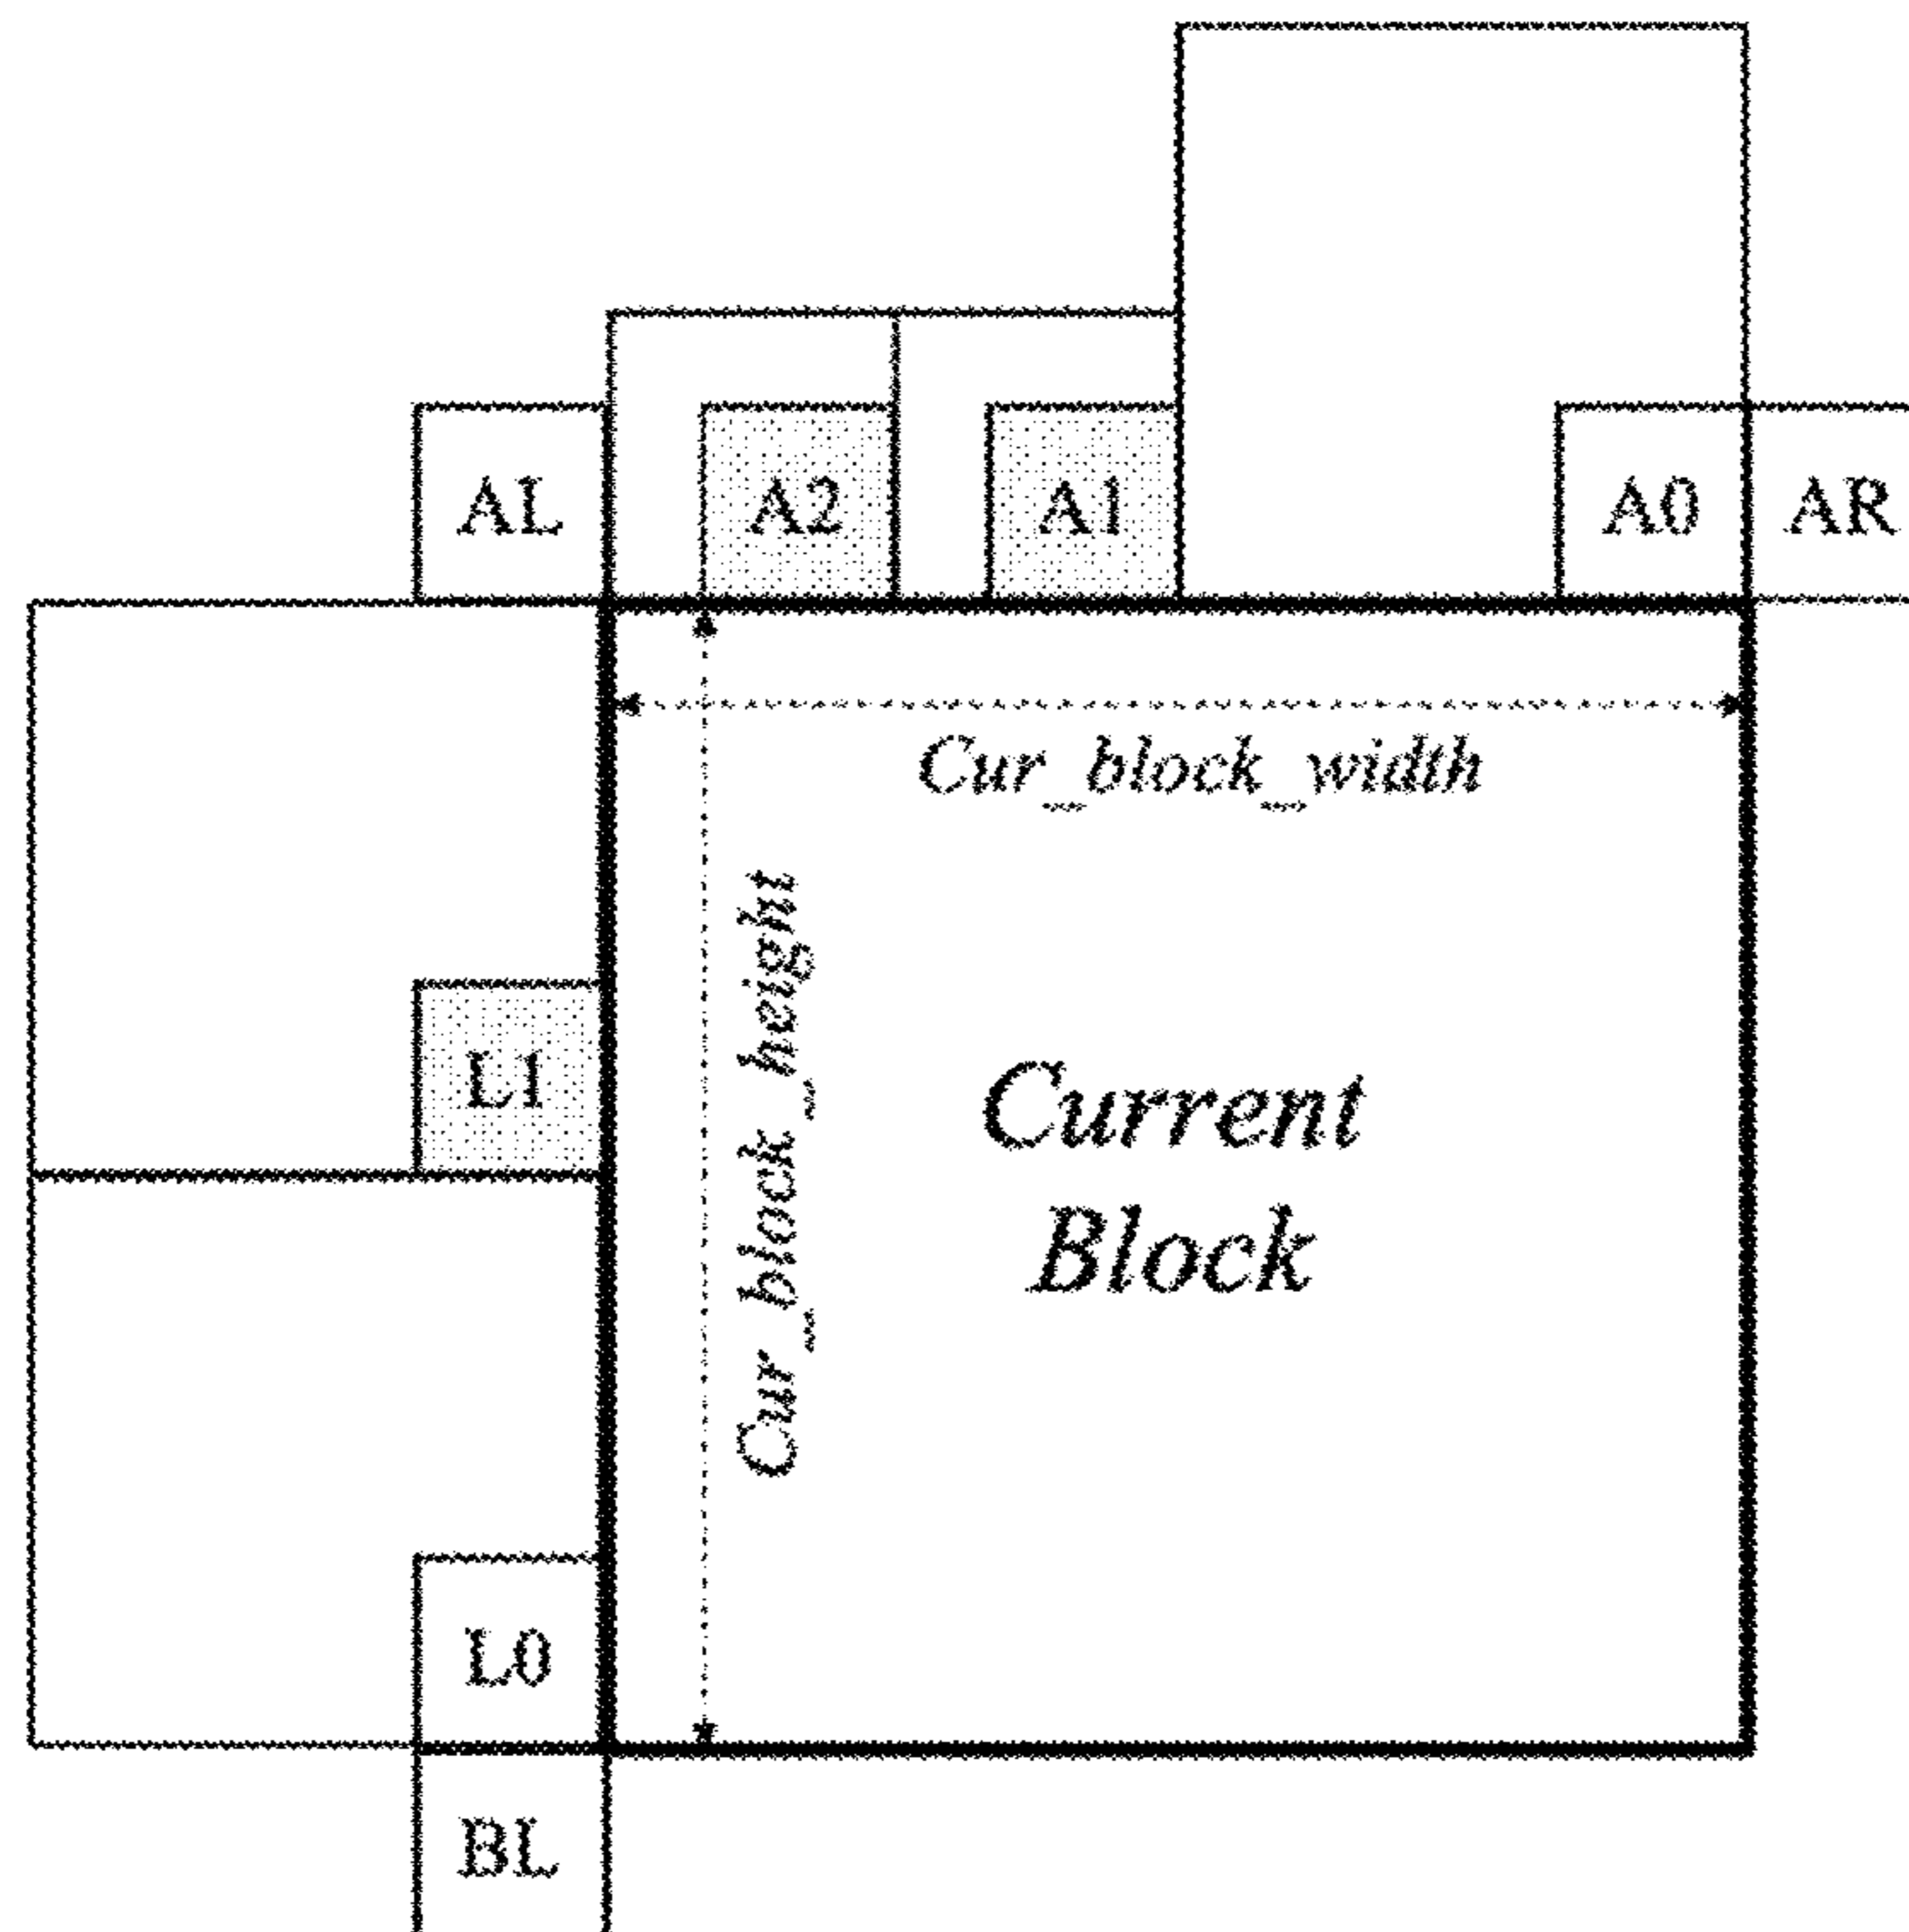 AL A2 A1 A0 AR
Cur_block_width
Cur_block_height
L1
Current
Block
L0
BL